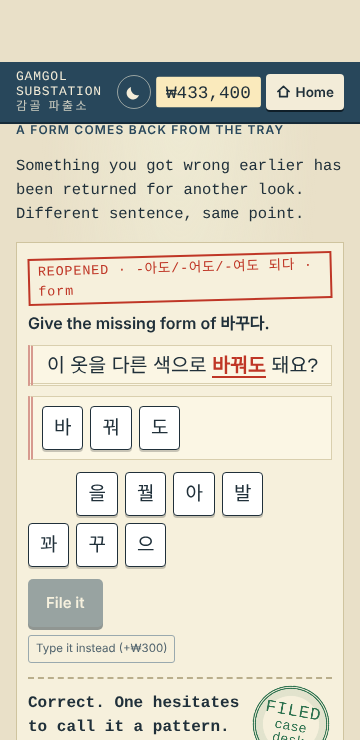 GAMGOL
SUBSTATION
감골 파출소
₩433,400
Home
A FORM COMES BACK FROM THE TRAY
Something you got wrong earlier has
been returned for another look.
Different sentence, same point.
REOPENED · -아도/-어도/-여도 되다 ·
form
Give the missing form of 바꾸다.
이 옷을 다른 색으로 바꿔도 돼요?
바 꿔 도
을 꿜 아 발
꽈 꾸 으
File it
Type it instead (+₩300)
Correct. One hesitates
to call it a pattern.
FILED
case
desk